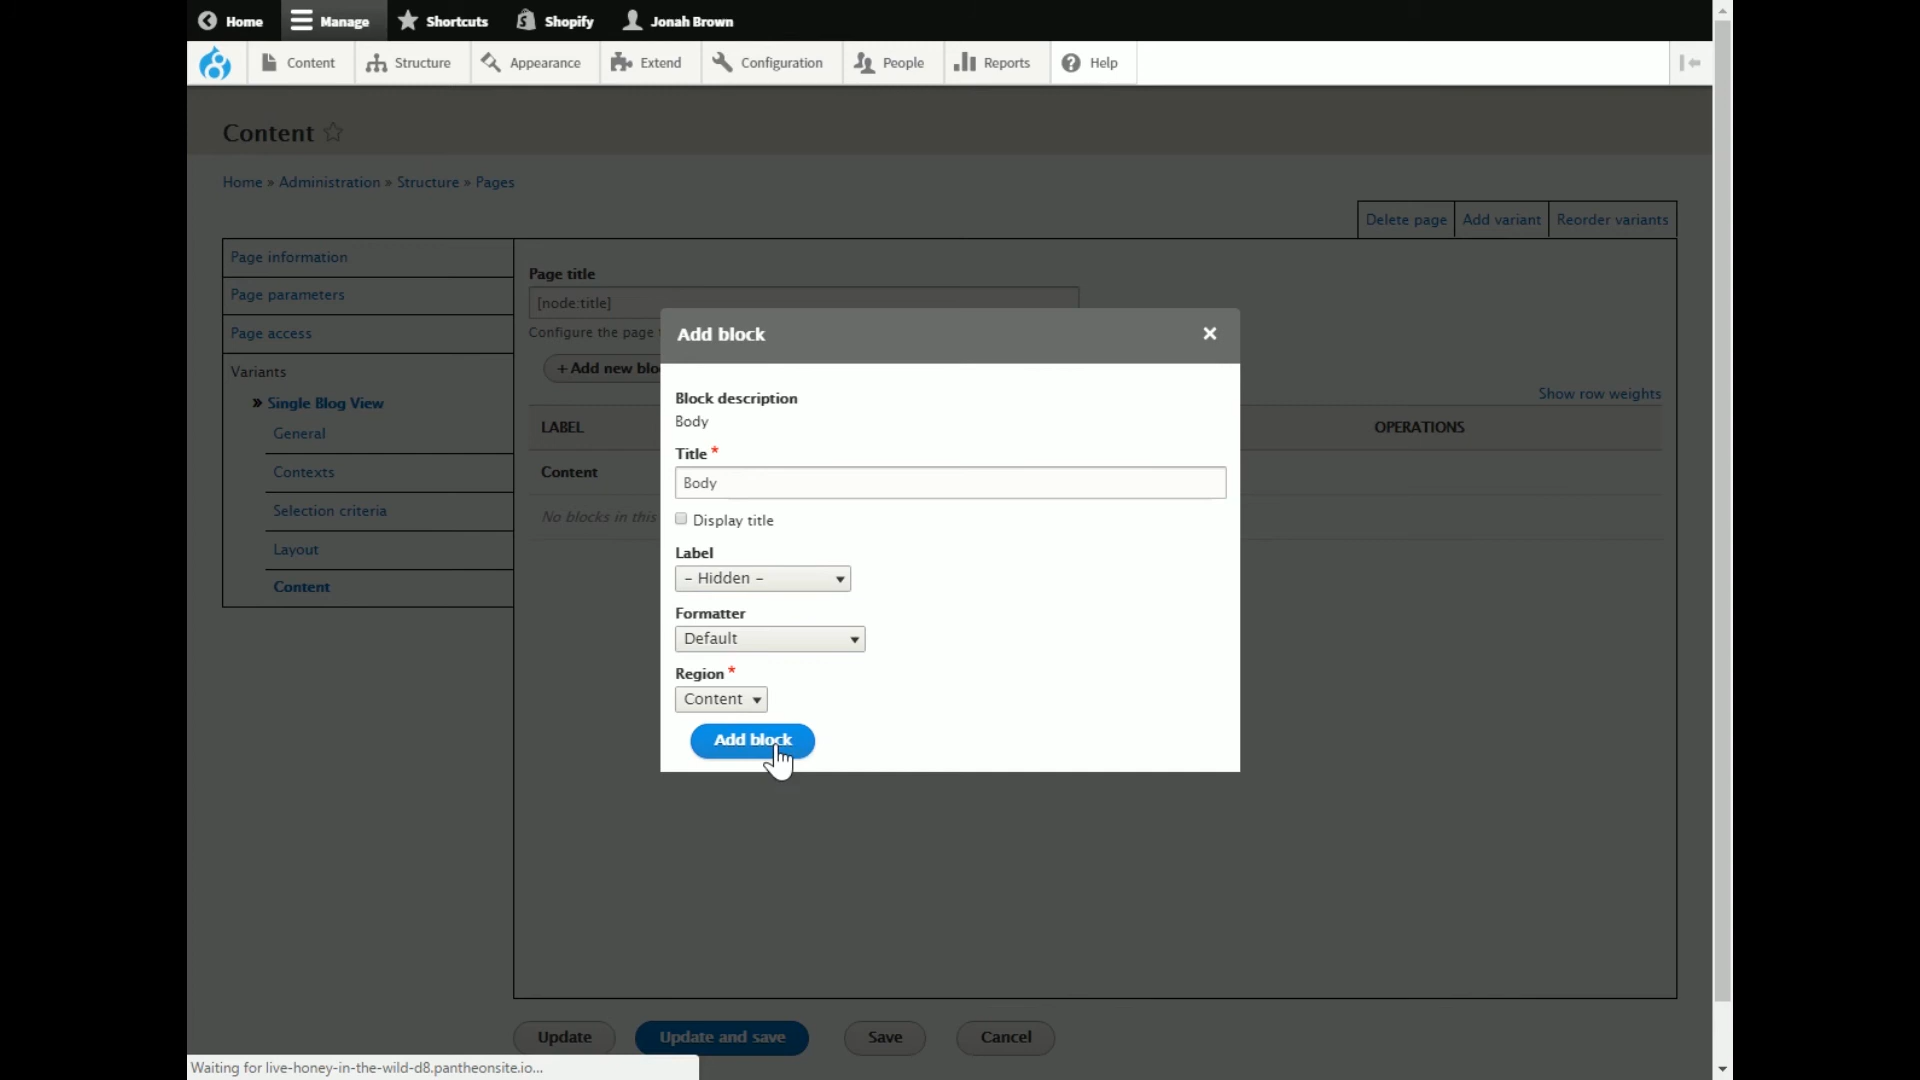 Home Manage Shortcuts Shopify Jonah Brown
Content Structure Appearance Extend Configuration People Reports Help
Content
Home » Administration » Structure » Pages
Delete page Add variant Reorder variants
Page information
Page parameters
Page access
Variants
» Single Blog View
General
Contexts
Selection criteria
Layout
Content
Page title
[node:title]
Configure the page
+ Add new blo
Show row weights
LABEL OPERATIONS
Content
No blocks in this
Add block ×
Block description
Body
Title *
Body
Display title
Label
- Hidden -
Formatter
Default
Region *
Content
Add block
Update Update and save Save Cancel
Waiting for live-honey-in-the-wild-d8.pantheonsite.io...